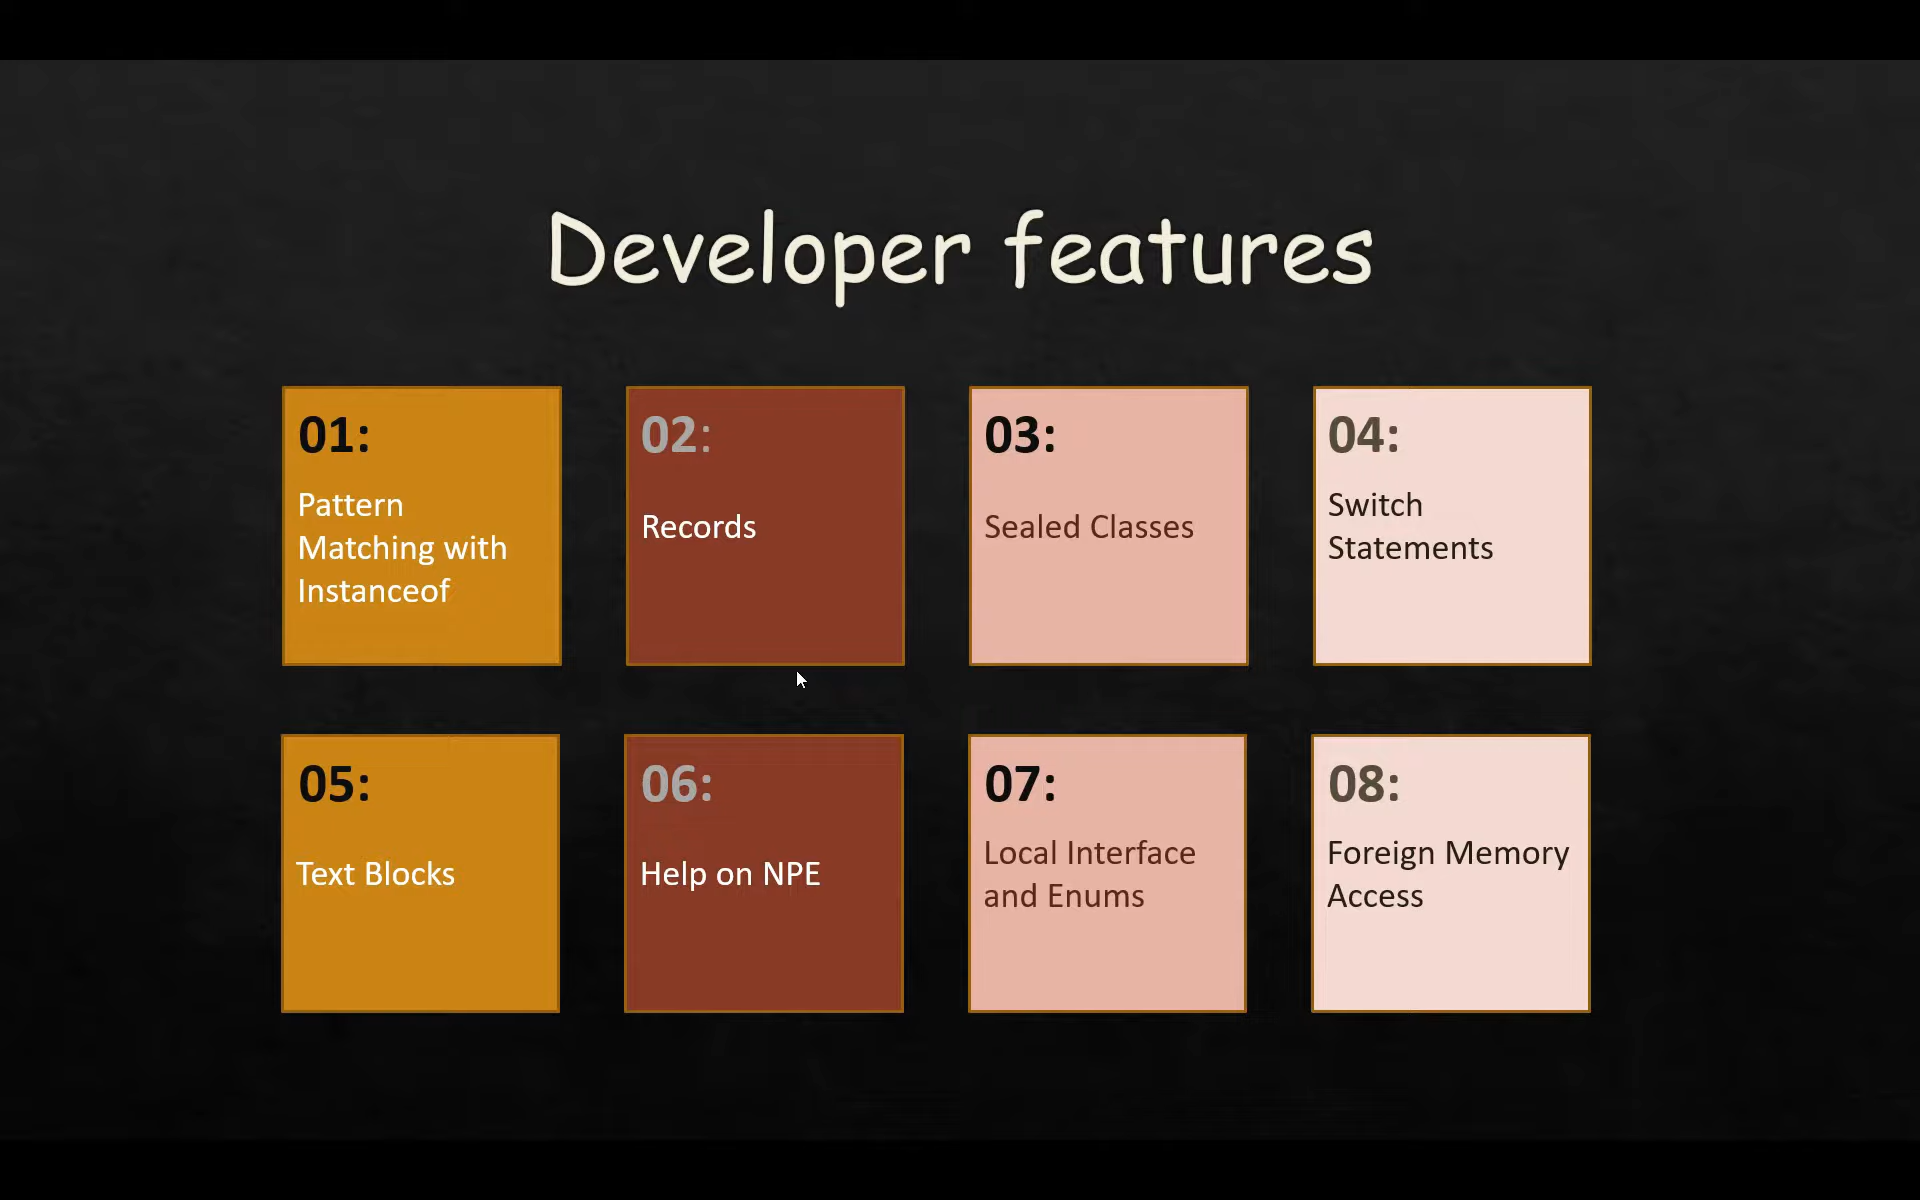 Developer features
01:
Pattern
Matching with
Instanceof
02:
Records
03:
Sealed Classes
04:
Switch
Statements
05:
Text Blocks
06:
Help on NPE
07:
Local Interface
and Enums
08:
Foreign Memory
Access